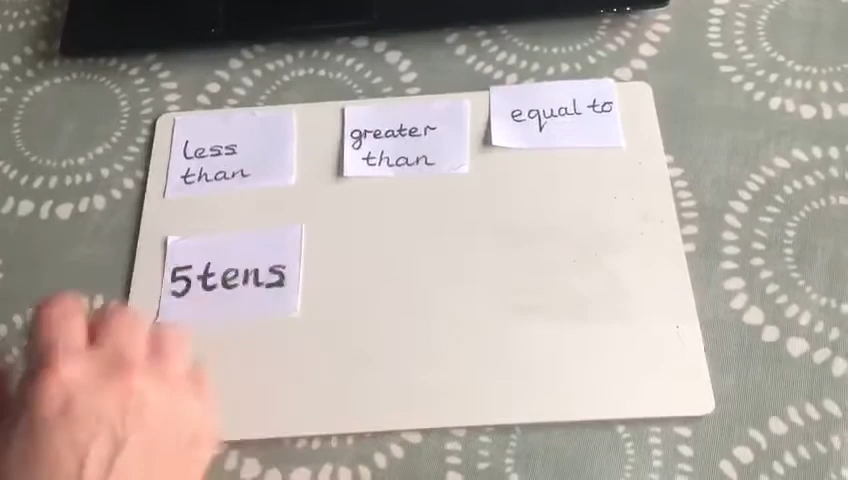 less
than
greater
than
equal to
5tens